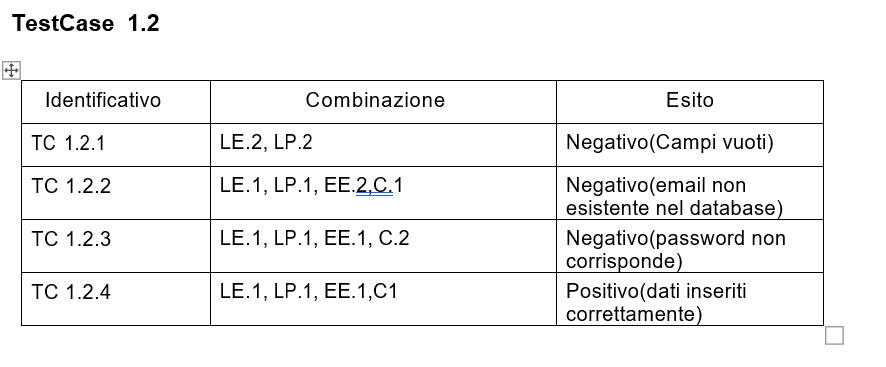 TestCase 1.2
Identificativo Combinazione Esito
TC 1.2.1 LE.2, LP.2 Negativo(Campi vuoti)
TC 1.2.2 LE.1, LP.1, EE.2,C.1 Negativo(email non
esistente nel database)
TC 1.2.3 LE.1, LP.1, EE.1, C.2 Negativo(password non
corrisponde)
TC 1.2.4 LE.1, LP.1, EE.1,C1 Positivo(dati inseriti
correttamente)